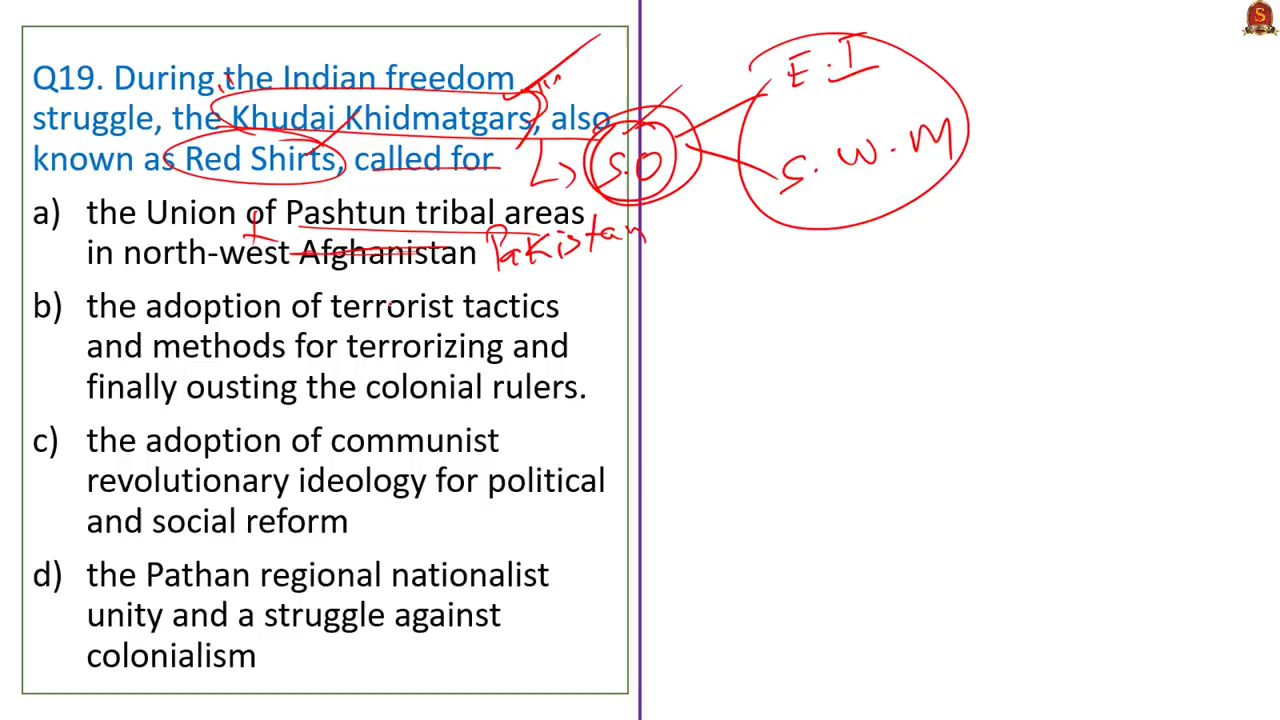 Q19. During the Indian freedom
struggle, the Khudai Khidmatgars, also
known as Red Shirts, called for
a) the Union of Pashtun tribal areas
in north-west Afghanistan Pakistan
b) the adoption of terrorist tactics
and methods for terrorizing and
finally ousting the colonial rulers.
c) the adoption of communist
revolutionary ideology for political
and social reform
d) the Pathan regional nationalist
unity and a struggle against
colonialism
S.O
E.I
S.W.M
S